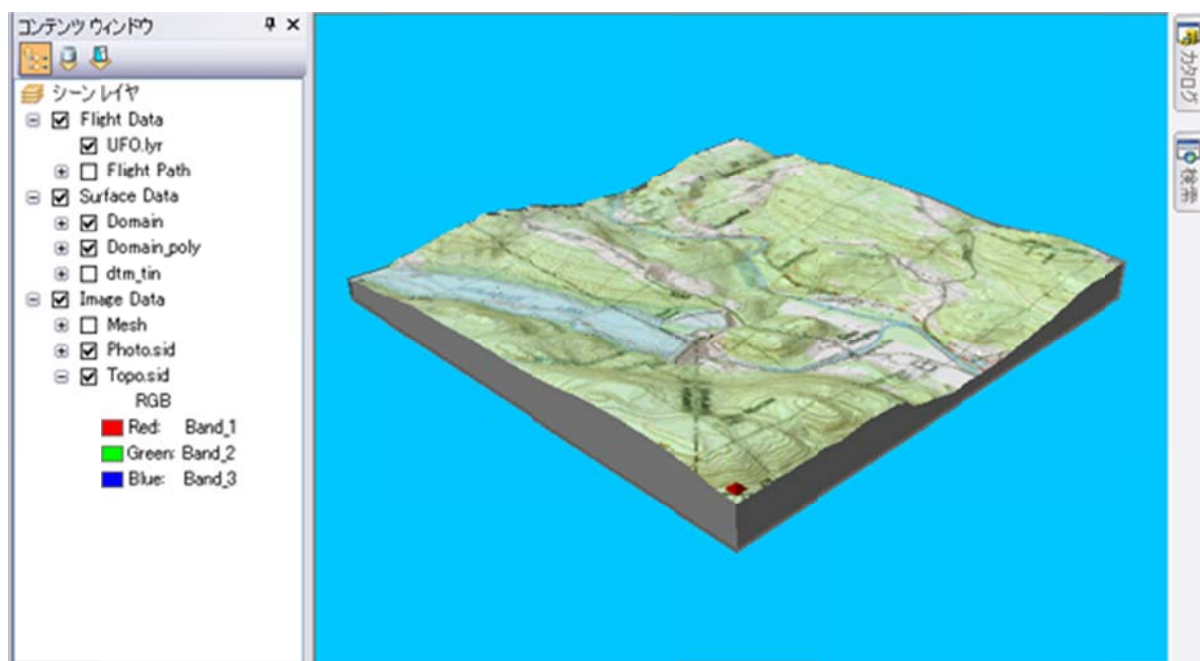 コンテンツ ウィンドウ
シーン レイヤ
Flight Data
UFO.lyr
Flight Path
Surface Data
Domain
Domain_poly
dtm_tin
Image Data
Mesh
Photo.sid
Topo.sid
RGB
Red: Band_1
Green: Band_2
Blue: Band_3
カタログ
検索